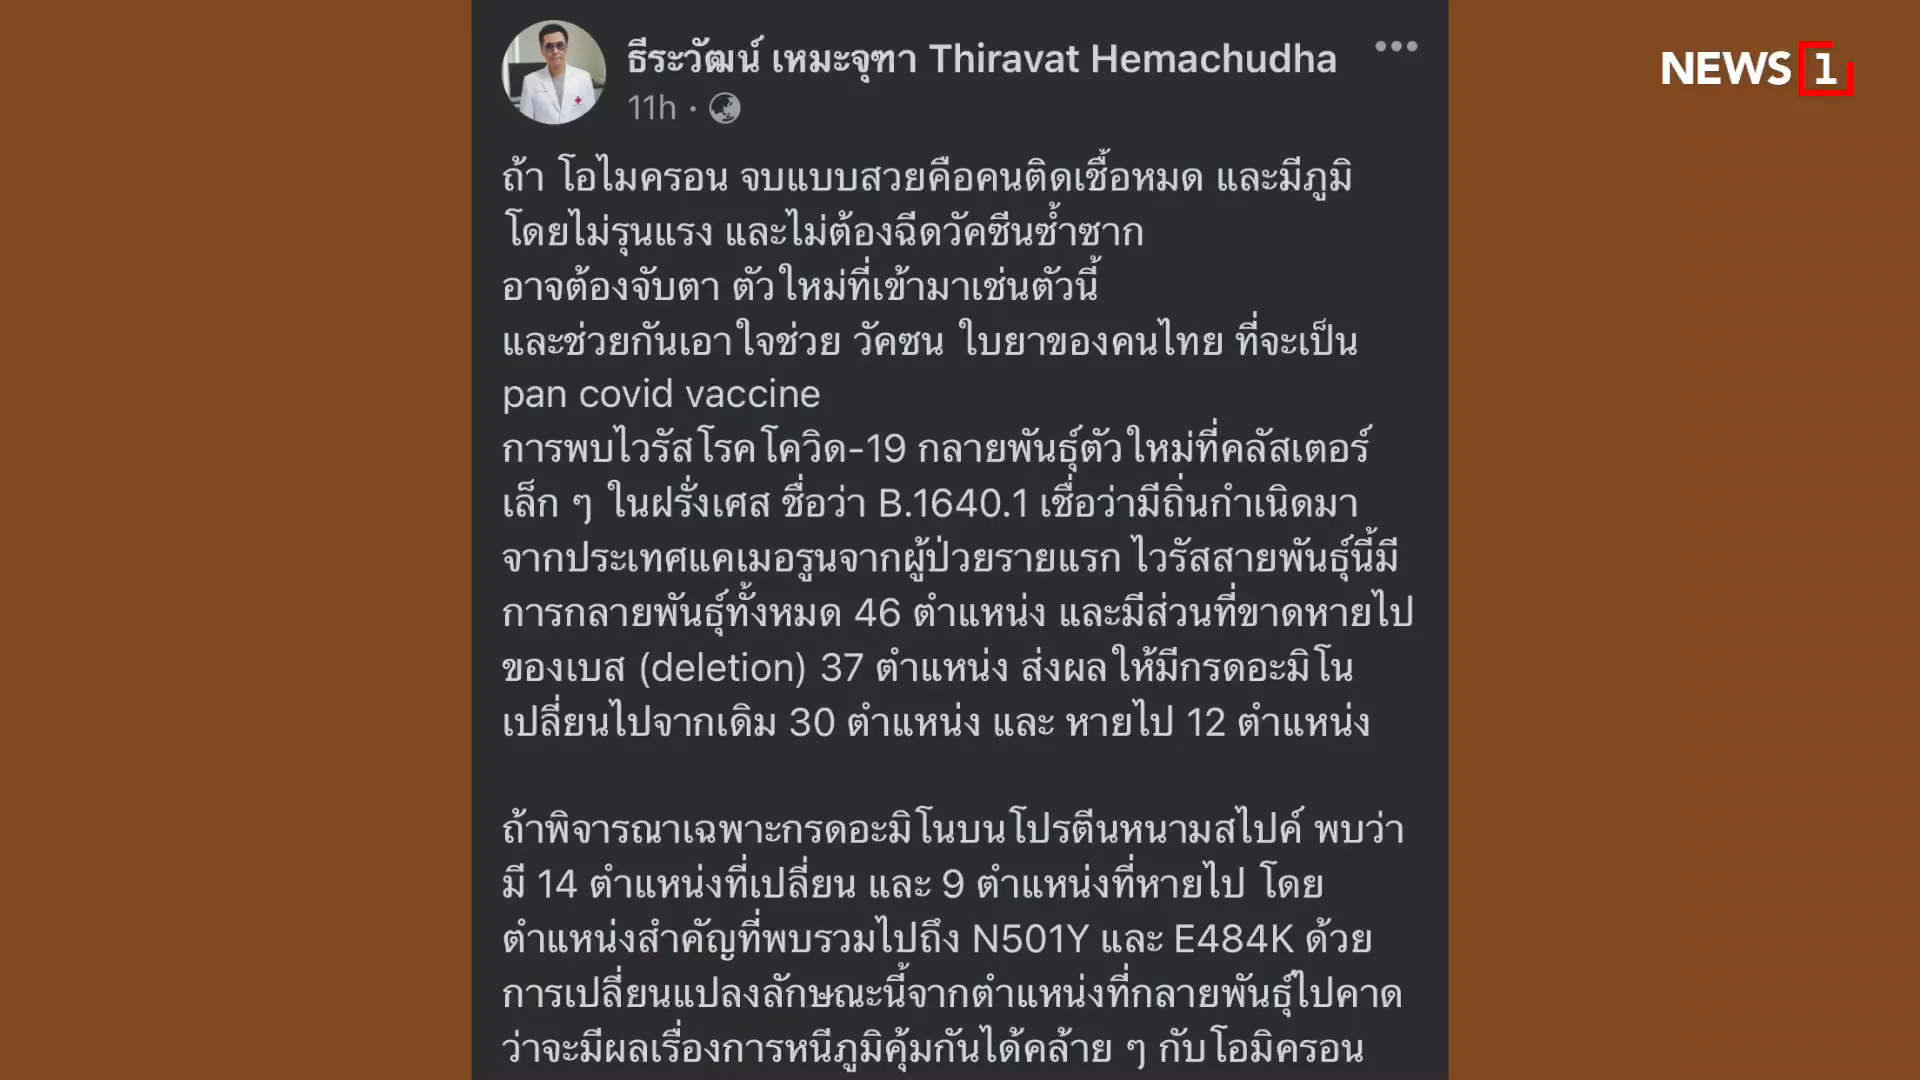 ธีระวัฒน์ เหมะจุฑา Thiravat Hemachudha
11h ·
NEWS 1
ถ้า โอไมครอน จบแบบสวยคือคนติดเชื้อหมด และมีภูมิ
โดยไม่รุนแรง และไม่ต้องฉีดวัคซีนซ้ำซาก
อาจต้องจับตา ตัวใหม่ที่เข้ามาเช่นตัวนี้
และช่วยกันเอาใจช่วย วัคซน ใบยาของคนไทย ที่จะเป็น
pan covid vaccine
การพบไวรัสโรคโควิด-19 กลายพันธุ์ตัวใหม่ที่คลัสเตอร์
เล็ก ๆ ในฝรั่งเศส ชื่อว่า B.1640.1 เชื่อว่ามีถิ่นกำเนิดมา
จากประเทศแคเมอรูนจากผู้ป่วยรายแรก ไวรัสสายพันธุ์นี้มี
การกลายพันธุ์ทั้งหมด 46 ตำแหน่ง และมีส่วนที่ขาดหายไป
ของเบส (deletion) 37 ตำแหน่ง ส่งผลให้มีกรดอะมิโน
เปลี่ยนไปจากเดิม 30 ตำแหน่ง และ หายไป 12 ตำแหน่ง
ถ้าพิจารณาเฉพาะกรดอะมิโนบนโปรตีนหนามสไปค์ พบว่า
มี 14 ตำแหน่งที่เปลี่ยน และ 9 ตำแหน่งที่หายไป โดย
ตำแหน่งสำคัญที่พบรวมไปถึง N501Y และ E484K ด้วย
การเปลี่ยนแปลงลักษณะนี้จากตำแหน่งที่กลายพันธุ์ไปคาด
ว่าจะมีผลเรื่องการหนีภูมิคุ้มกันได้คล้าย ๆ กับโอมิครอน